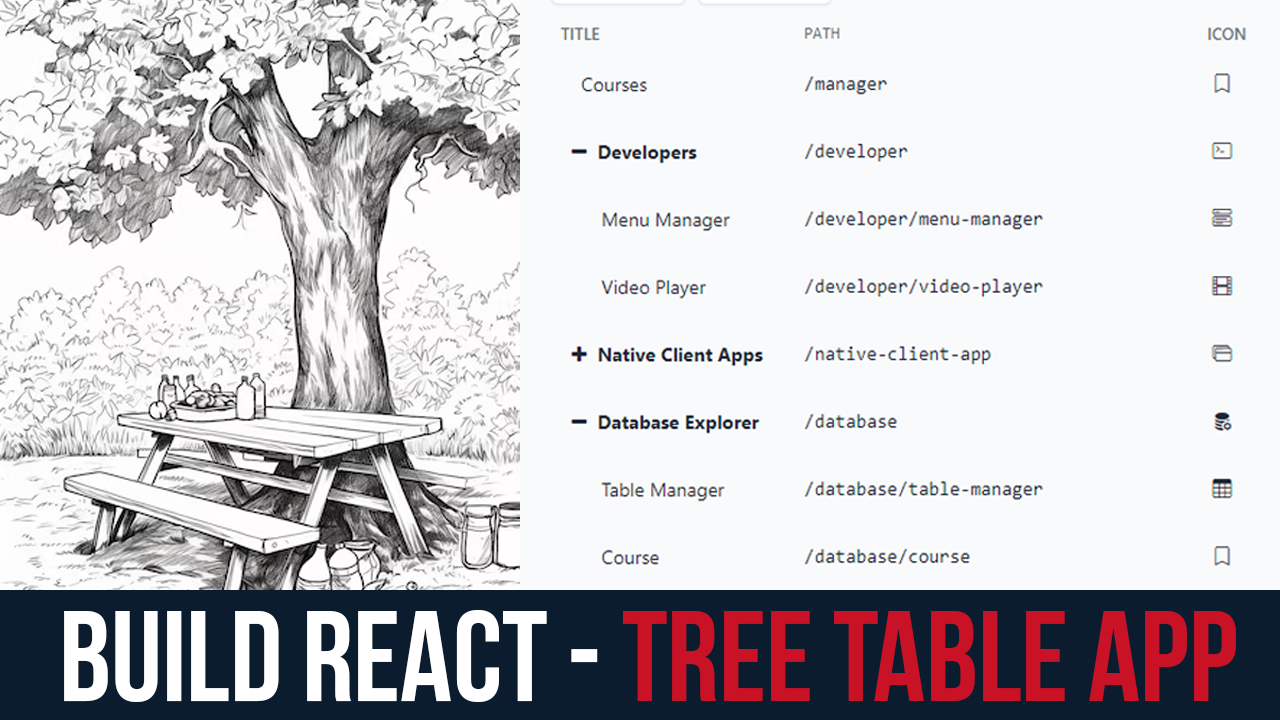 TITLE PATH ICON
Courses /manager
Developers /developer
Menu Manager /developer/menu-manager
Video Player /developer/video-player
Native Client Apps /native-client-app
Database Explorer /database
Table Manager /database/table-manager
Course /database/course
BUILD REACT - TREE TABLE APP